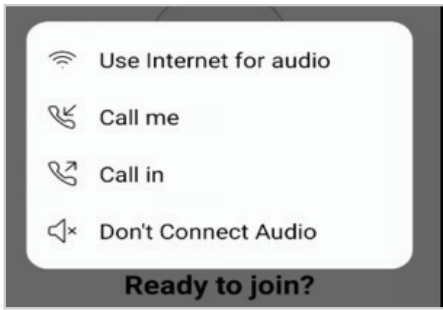 Use Internet for audio
Call me
Call in
Don't Connect Audio
Ready to join?